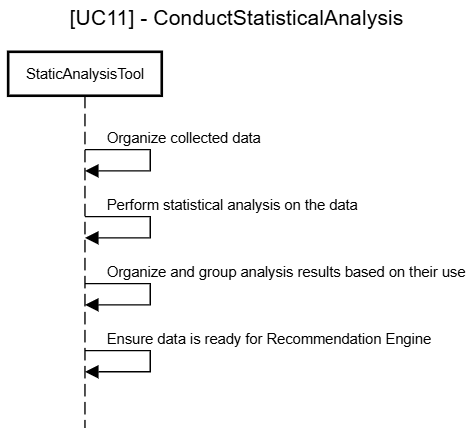 [UC11] - ConductStatisticalAnalysis
StaticAnalysisTool
Organize collected data
Perform statistical analysis on the data
Organize and group analysis results based on their use
Ensure data is ready for Recommendation Engine